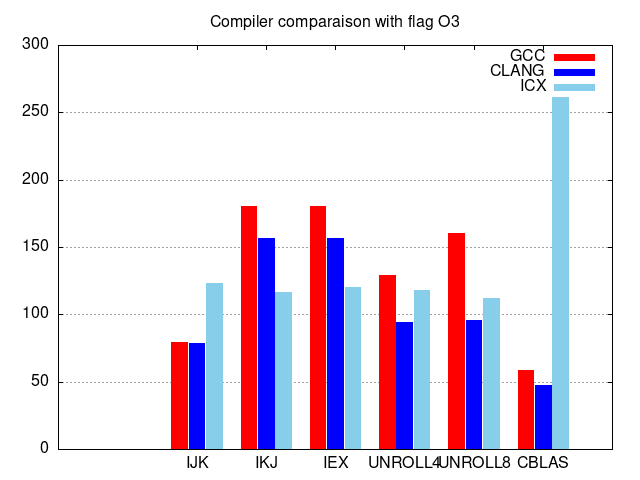 Compiler comparaison with flag O3
300
250
200
150
100
50
0
GCC
CLANG
ICX
IJK IKJ IEX UNROLL4 UNROLL8 CBLAS